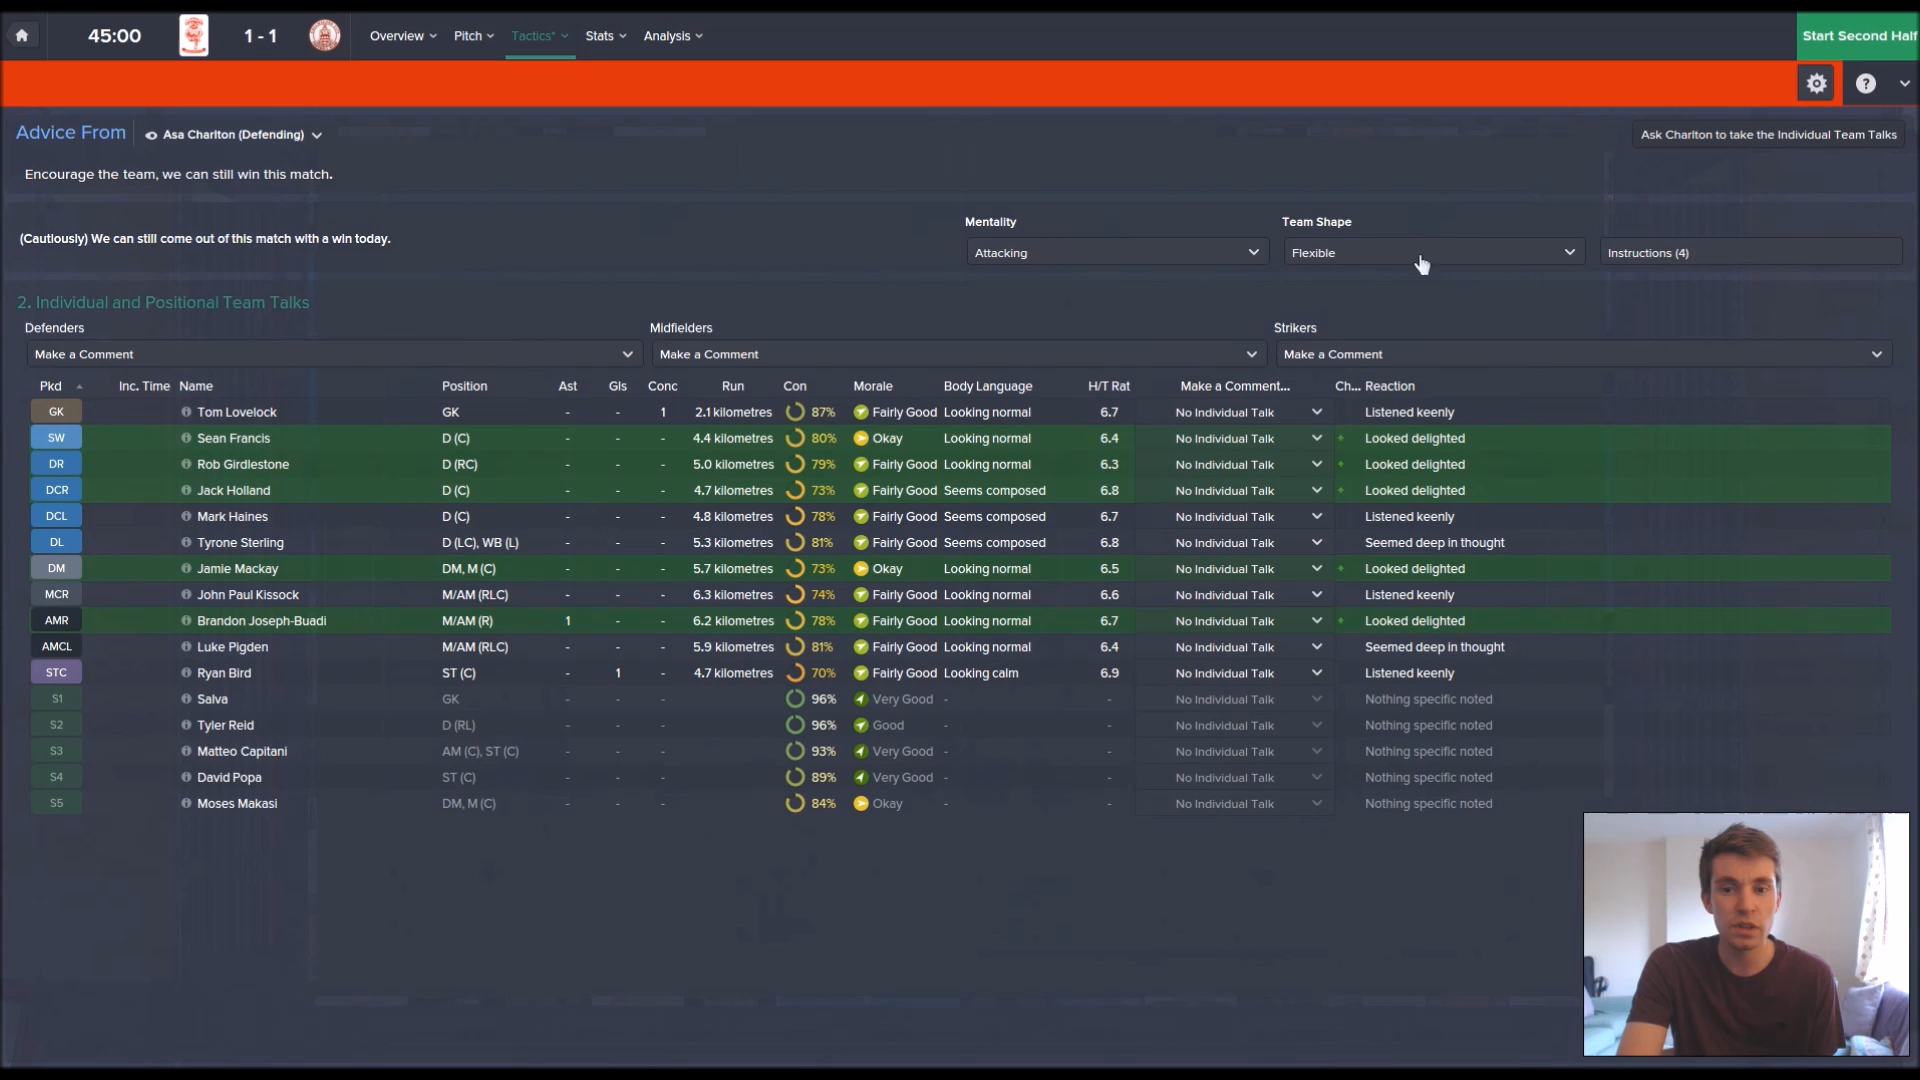 45:00 1 - 1 Overview Pitch Tactics* Stats Analysis Start Second Half
?
Advice From Asa Charlton (Defending) Ask Charlton to take the Individual Team Talks
Encourage the team, we can still win this match.
Mentality Team Shape
(Cautiously) We can still come out of this match with a win today. Attacking Flexible Instructions (4)
2. Individual and Positional Team Talks
Defenders Midfielders Strikers
Make a Comment Make a Comment Make a Comment
Pkd Inc. Time Name Position Ast Gls Conc Run Con Morale Body Language H/T Rat Make a Comment... Ch... Reaction
GK Tom Lovelock GK - - 1 2.1 kilometres 87% Fairly Good Looking normal 6.7 No Individual Talk Listened keenly
SW Sean Francis D (C) - - - 4.4 kilometres 80% Okay Looking normal 6.4 No Individual Talk Looked delighted
DR Rob Girdlestone D (RC) - - - 5.0 kilometres 79% Fairly Good Looking normal 6.3 No Individual Talk Looked delighted
DCR Jack Holland D (C) - - - 4.7 kilometres 73% Fairly Good Seems composed 6.8 No Individual Talk Looked delighted
DCL Mark Haines D (C) - - - 4.8 kilometres 78% Fairly Good Seems composed 6.7 No Individual Talk Listened keenly
DL Tyrone Sterling D (LC), WB (L) - - - 5.3 kilometres 81% Fairly Good Seems composed 6.8 No Individual Talk Seemed deep in thought
DM Jamie Mackay DM, M (C) - - - 5.7 kilometres 73% Okay Looking normal 6.5 No Individual Talk Looked delighted
MCR John Paul Kissock M/AM (RLC) - - - 6.3 kilometres 74% Fairly Good Looking normal 6.6 No Individual Talk Listened keenly
AMR Brandon Joseph-Buadi M/AM (R) 1 - - 6.2 kilometres 78% Fairly Good Looking normal 6.7 No Individual Talk Looked delighted
AMCL Luke Pigden M/AM (RLC) - - - 5.9 kilometres 81% Fairly Good Looking normal 6.4 No Individual Talk Seemed deep in thought
STC Ryan Bird ST (C) - 1 - 4.7 kilometres 70% Fairly Good Looking calm 6.9 No Individual Talk Listened keenly
S1 Salva GK - - - 96% Very Good - - No Individual Talk Nothing specific noted
S2 Tyler Reid D (RL) - - - 96% Good - - No Individual Talk Nothing specific noted
S3 Matteo Capitani AM (C), ST (C) - - - 93% Very Good - - No Individual Talk Nothing specific noted
S4 David Popa ST (C) - - - 89% Very Good - - No Individual Talk Nothing specific noted
S5 Moses Makasi DM, M (C) - - - 84% Okay - - No Individual Talk Nothing specific noted